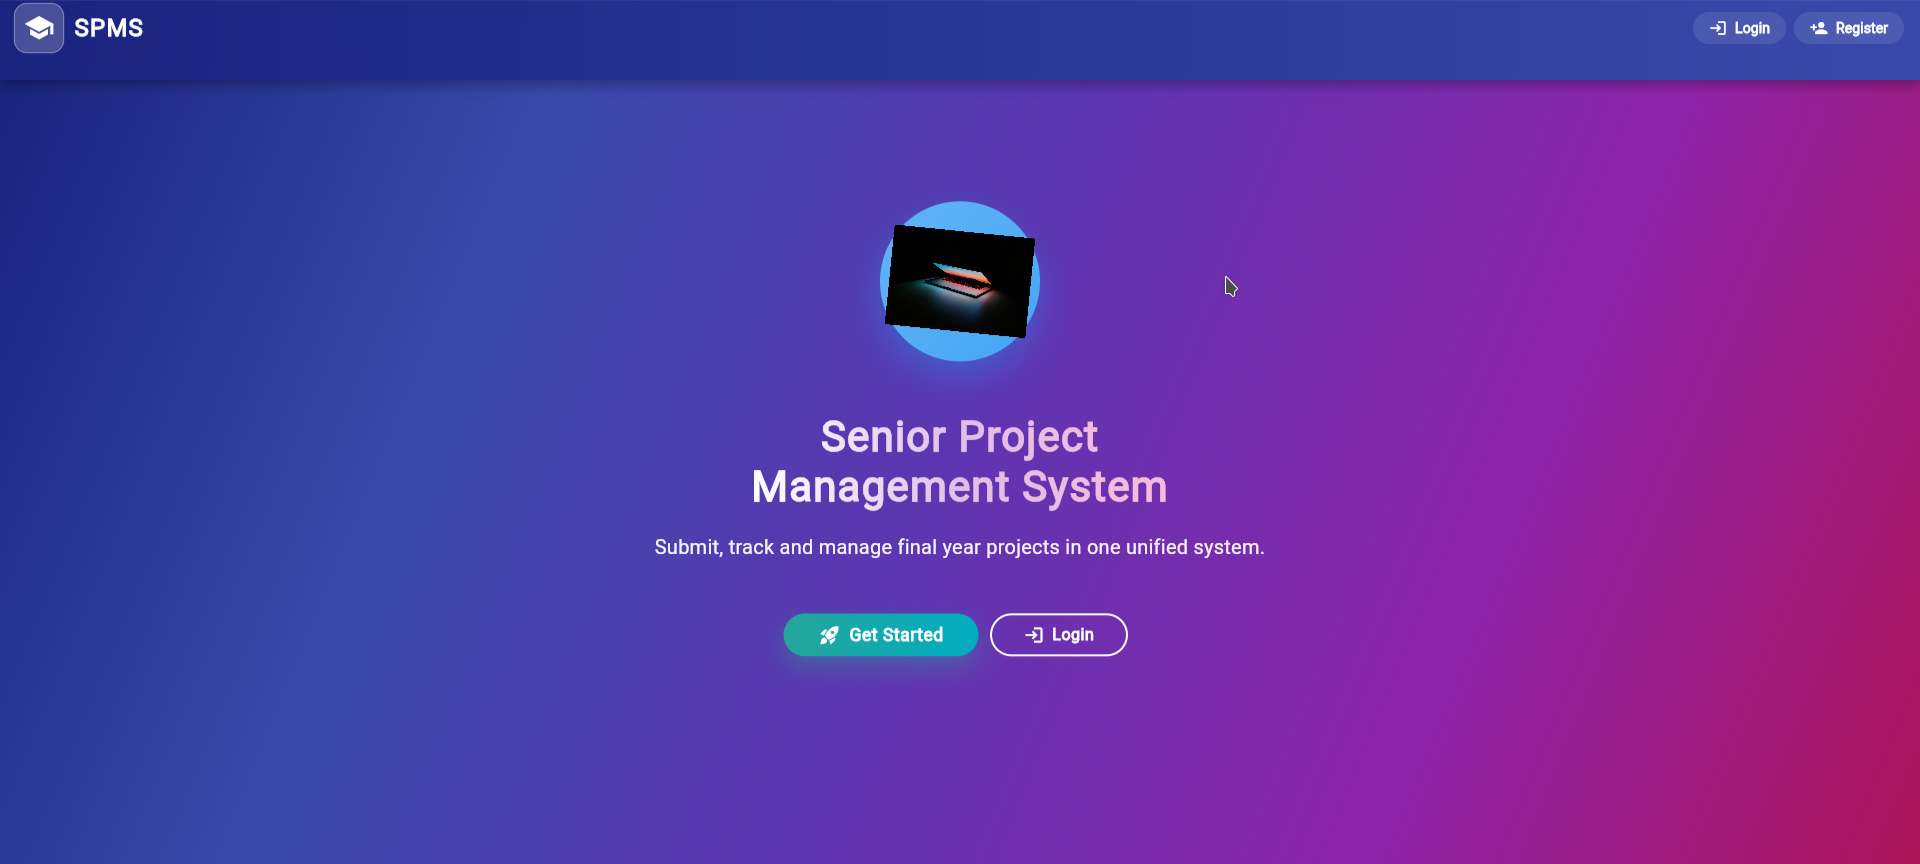 SPMS
Login
Register
Senior Project
Management System
Submit, track and manage final year projects in one unified system.
Get Started
Login